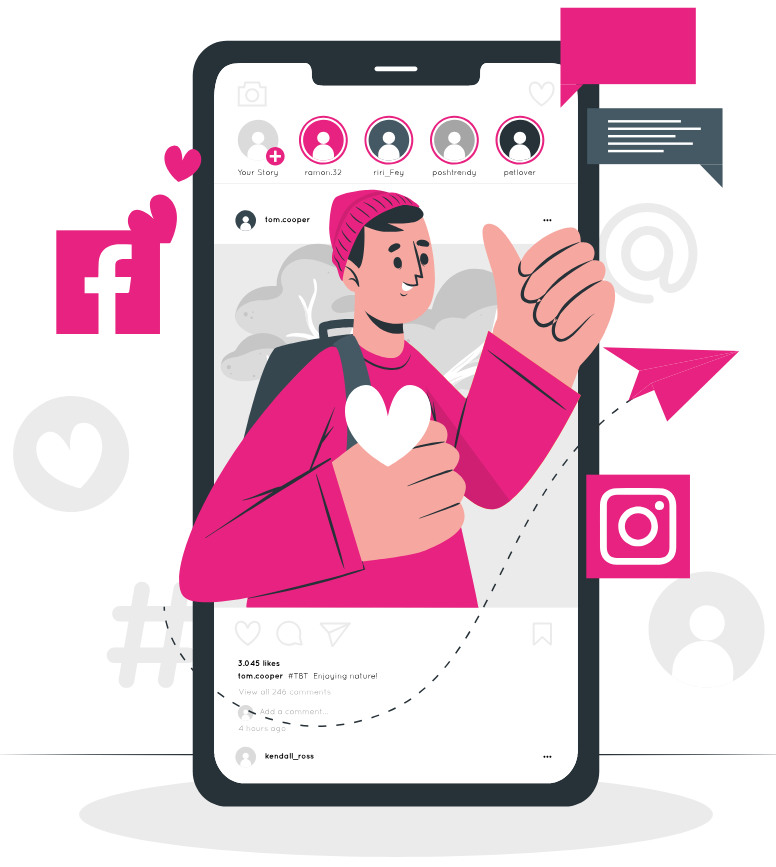 Your Story ramon.32 riri_Fey poshtrendy petlover
tom.cooper
3.045 likes
tom.cooper #TBT Enjoying nature!
View all 246 comments
Add a comment...
4 hours ago
kendall_ross